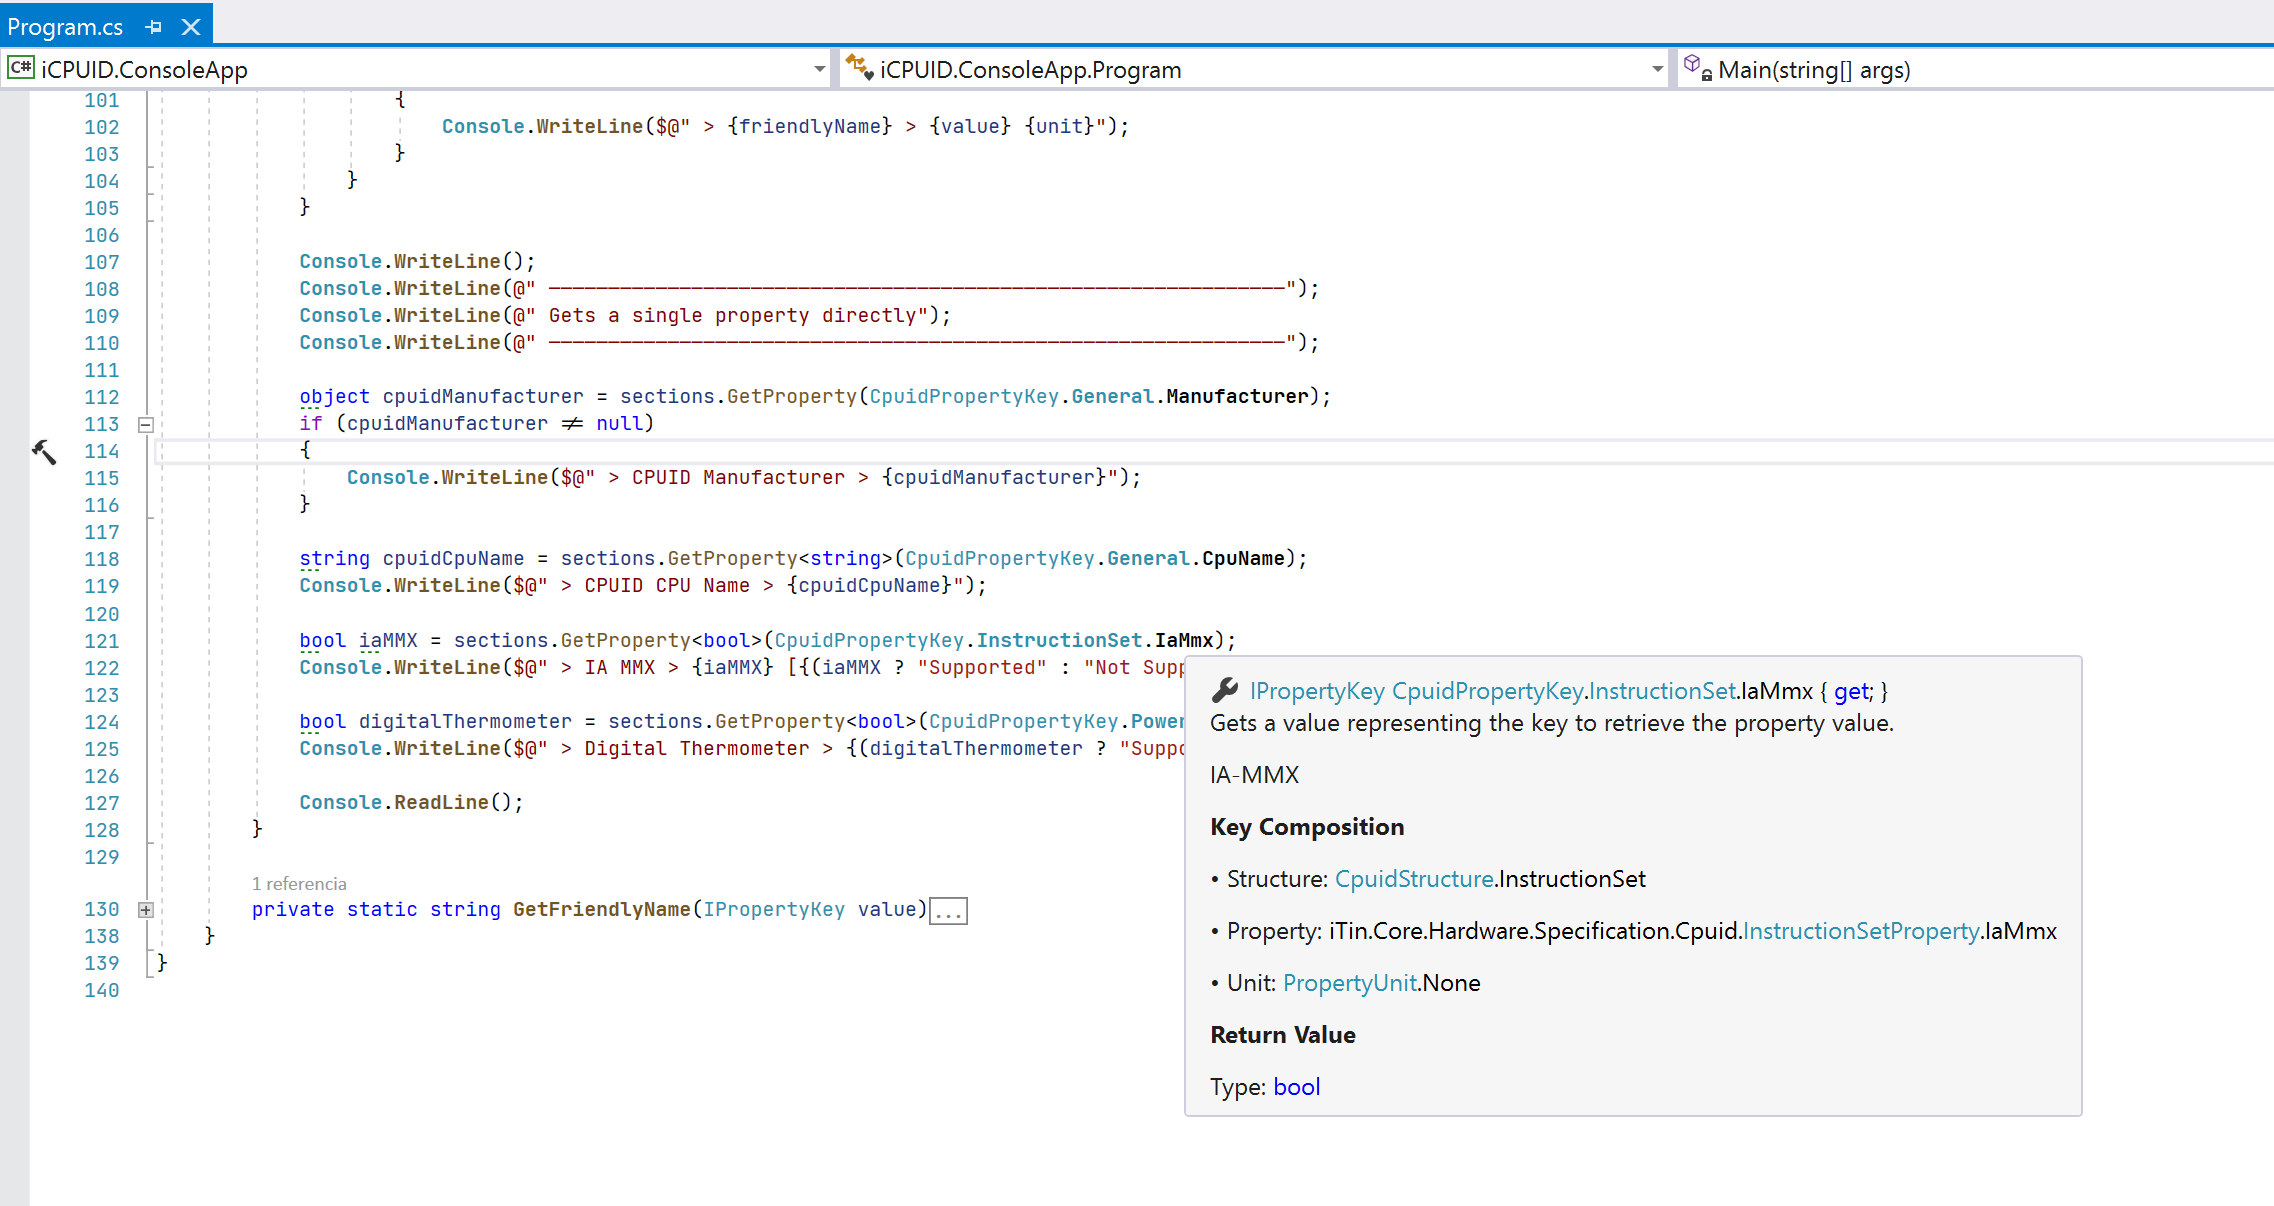 Program.cs
C# iCPUID.ConsoleApp
iCPUID.ConsoleApp.Program
Main(string[] args)
101 {
102 Console.WriteLine($@" > {friendlyName} > {value} {unit}");
103 }
104 }
105 }
106
107 Console.WriteLine();
108 Console.WriteLine(@" ──────────────────────────────────────────────────────────────");
109 Console.WriteLine(@" Gets a single property directly");
110 Console.WriteLine(@" ──────────────────────────────────────────────────────────────");
111
112 object cpuidManufacturer = sections.GetProperty(CpuidPropertyKey.General.Manufacturer);
113 if (cpuidManufacturer ≠ null)
114 {
115 Console.WriteLine($@" > CPUID Manufacturer > {cpuidManufacturer}");
116 }
117
118 string cpuidCpuName = sections.GetProperty<string>(CpuidPropertyKey.General.CpuName);
119 Console.WriteLine($@" > CPUID CPU Name > {cpuidCpuName}");
120
121 bool iaMMX = sections.GetProperty<bool>(CpuidPropertyKey.InstructionSet.IaMmx);
122 Console.WriteLine($@" > IA MMX > {iaMMX} [{(iaMMX ? "Supported" : "Not Supp
123
124 bool digitalThermometer = sections.GetProperty<bool>(CpuidPropertyKey.Power
125 Console.WriteLine($@" > Digital Thermometer > {(digitalThermometer ? "Suppo
126
127 Console.ReadLine();
128 }
129
1 referencia
130 private static string GetFriendlyName(IPropertyKey value)...
138 }
139 }
140
IPropertyKey CpuidPropertyKey.InstructionSet.IaMmx { get; }
Gets a value representing the key to retrieve the property value.
IA-MMX
Key Composition
• Structure: CpuidStructure.InstructionSet
• Property: iTin.Core.Hardware.Specification.Cpuid.InstructionSetProperty.IaMmx
• Unit: PropertyUnit.None
Return Value
Type: bool